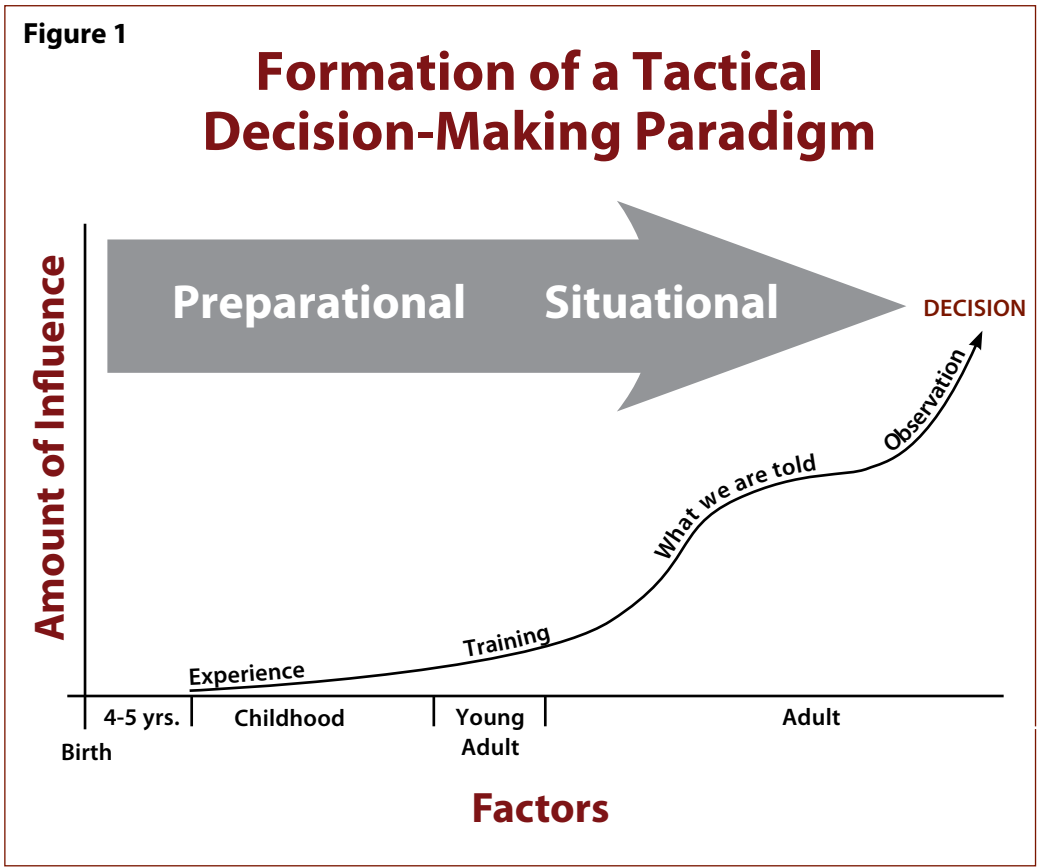 Figure 1
Formation of a Tactical
Decision-Making Paradigm
Amount of Influence
Preparational Situational
DECISION
Observation
What we are told
Training
Experience
4-5 yrs. Childhood Young Adult
Adult
Birth
Factors